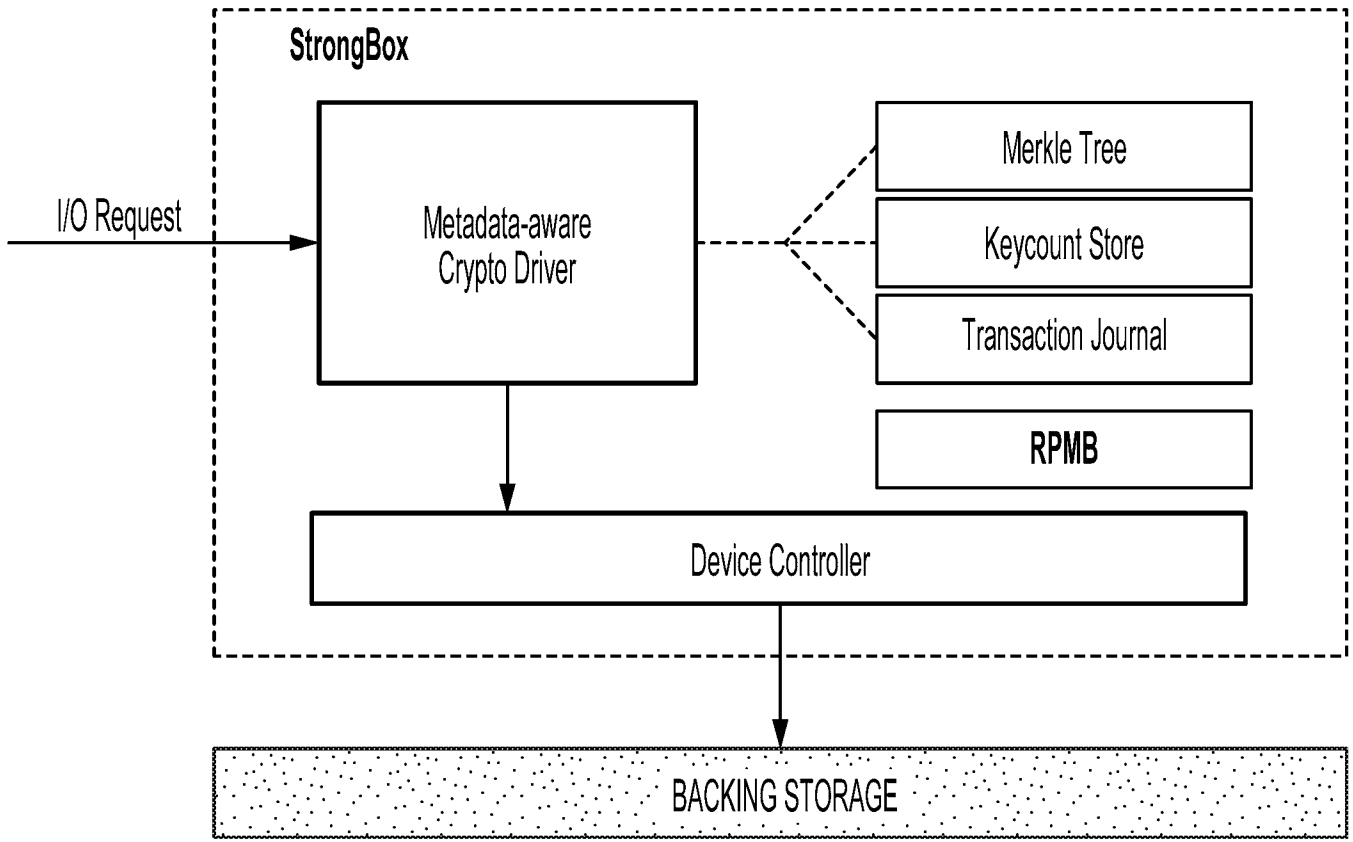 StrongBox
I/O Request
Metadata-aware
Crypto Driver
Merkle Tree
Keycount Store
Transaction Journal
RPMB
Device Controller
BACKING STORAGE